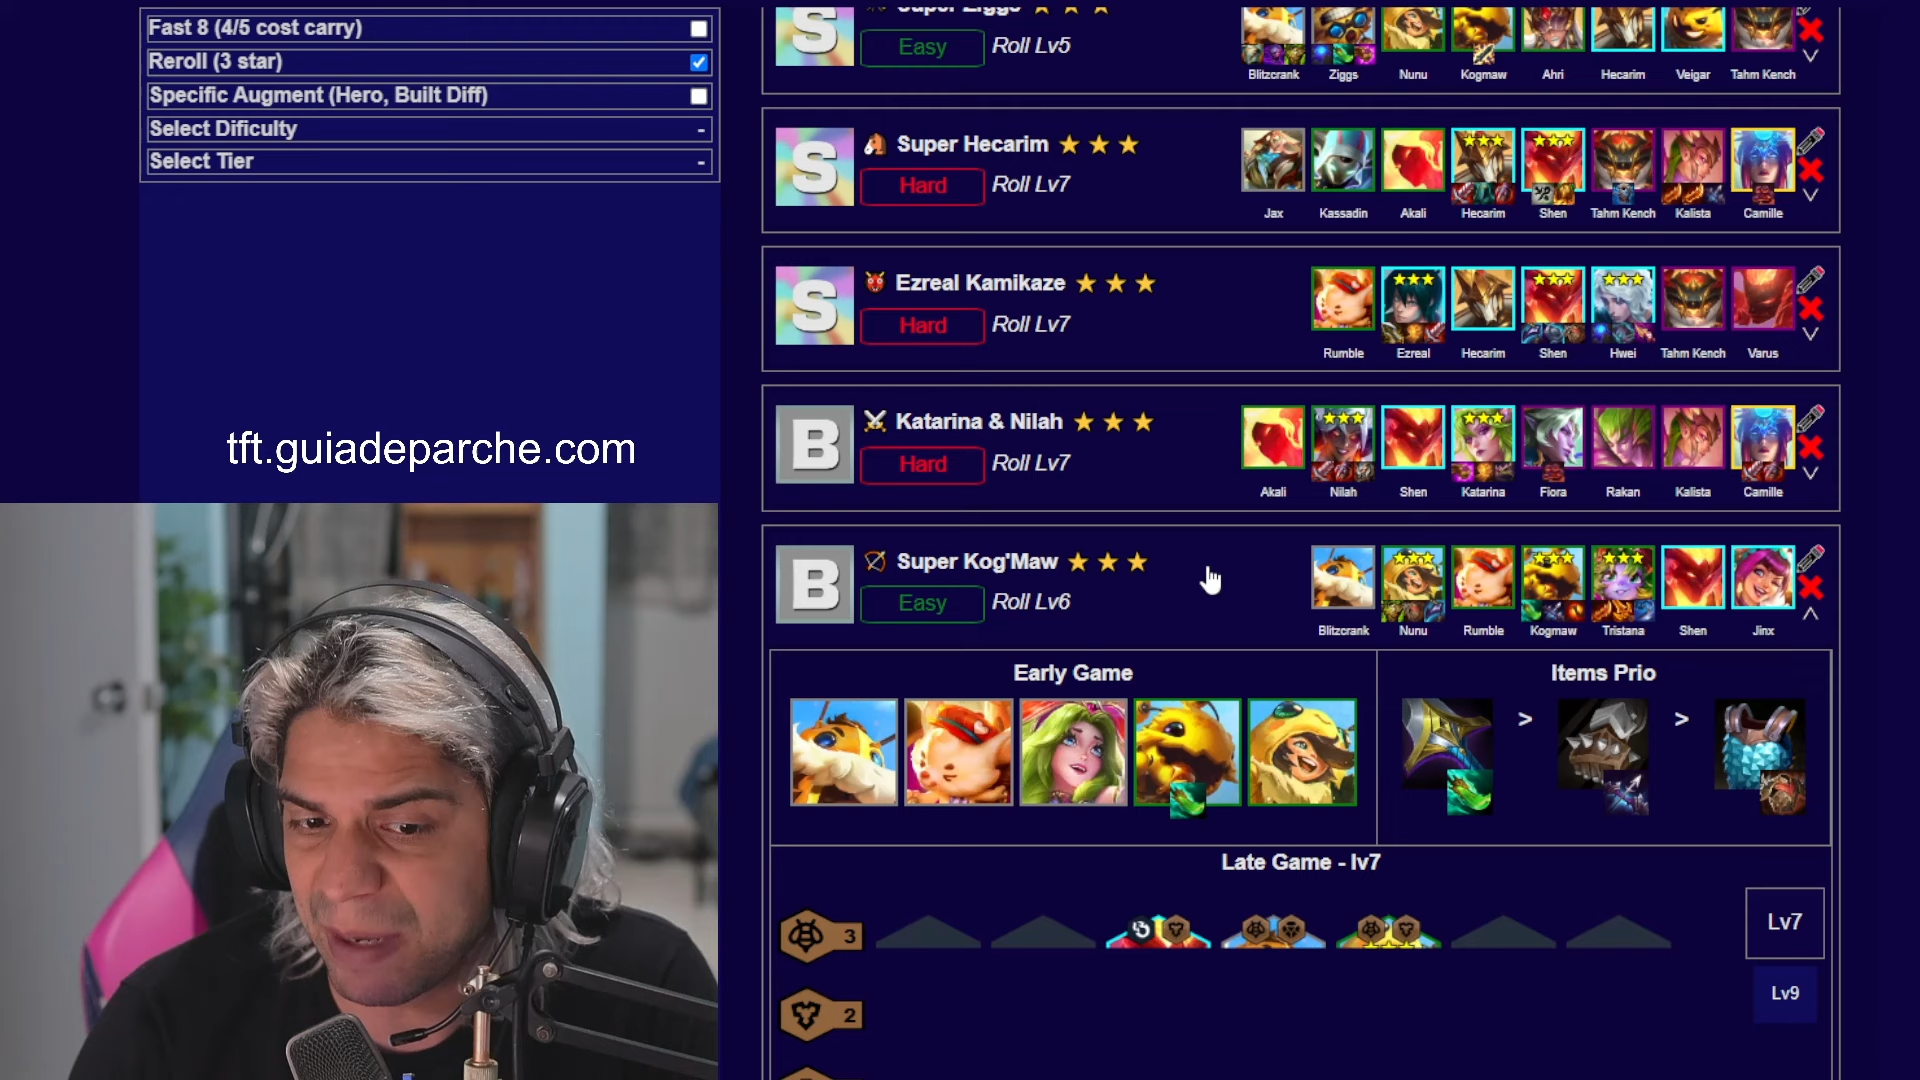 Fast 8 (4/5 cost carry)
Reroll (3 star)
Specific Augment (Hero, Built Diff)
Select Dificulty -
Select Tier -
tft.guiadeparche.com
S Super Ziggs
Easy Roll Lv5
Blitzcrank Ziggs Nunu Kogmaw Ahri Hecarim Veigar Tahm Kench
S Super Hecarim
Hard Roll Lv7
Jax Kassadin Akali Hecarim Shen Tahm Kench Kalista Camille
S Ezreal Kamikaze
Hard Roll Lv7
Rumble Ezreal Hecarim Shen Hwei Tahm Kench Varus
B Katarina & Nilah
Hard Roll Lv7
Akali Nilah Shen Katarina Fiora Rakan Kalista Camille
B Super Kog'Maw
Easy Roll Lv6
Blitzcrank Nunu Rumble Kogmaw Tristana Shen Jinx
Early Game
Items Prio
> >
Late Game - lv7
3
Lv7
Lv9
2